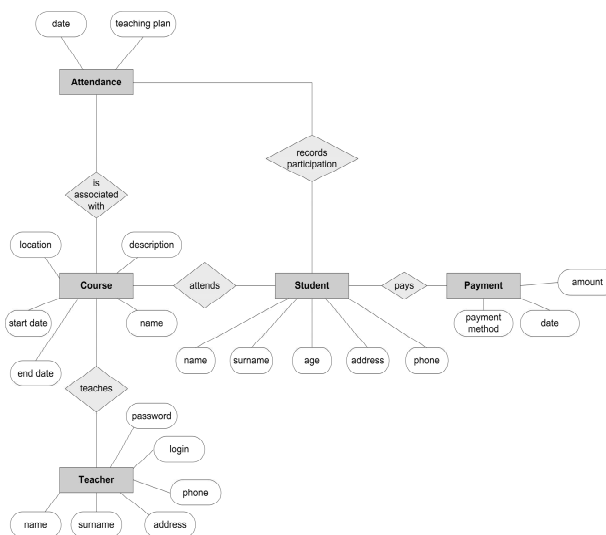 date
teaching plan
Attendance
records
participation
is
associated
with
location
description
Course
attends
Student
pays
Payment
amount
start date
name
payment
method
date
end date
name
surname
age
address
phone
teaches
password
login
Teacher
phone
name
surname
address